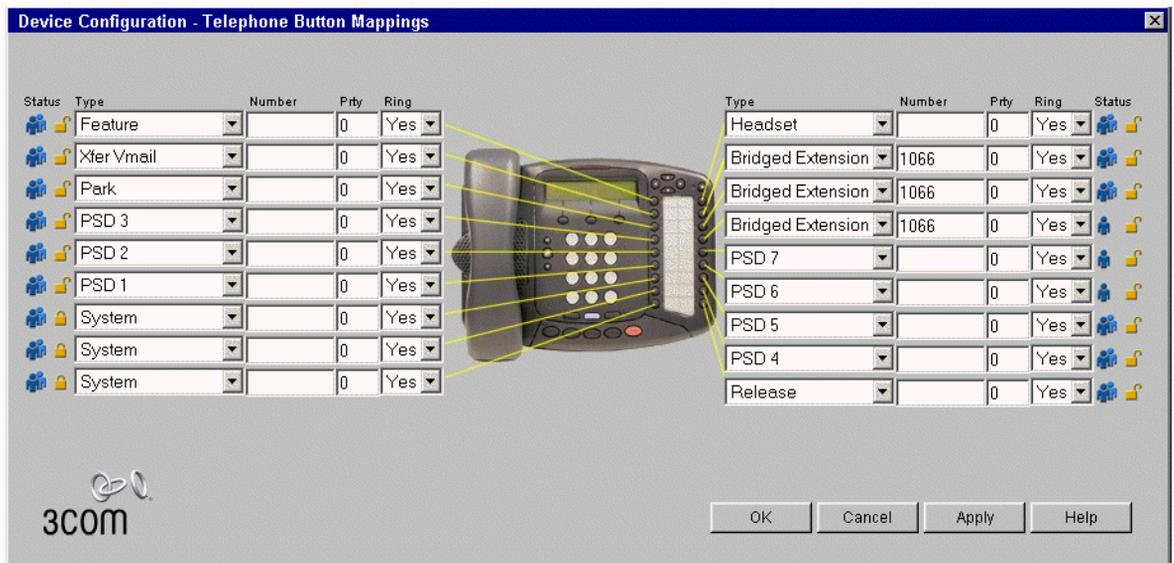 Device Configuration - Telephone Button Mappings
Status Type Number Prty Ring
Feature 0 Yes
Xfer Vmail 0 Yes
Park 0 Yes
PSD 3 0 Yes
PSD 2 0 Yes
PSD 1 0 Yes
System 0 Yes
System 0 Yes
System 0 Yes
Type Number Prty Ring Status
Headset 0 Yes
Bridged Extension 1066 0 Yes
Bridged Extension 1066 0 Yes
Bridged Extension 1066 0 Yes
PSD 7 0 Yes
PSD 6 0 Yes
PSD 5 0 Yes
PSD 4 0 Yes
Release 0 Yes
3COM
OK Cancel Apply Help